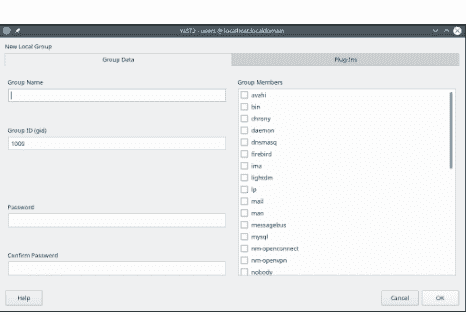 YaST2 - users @ localhost.localdomain
New Local Group
Group Data
Plug-Ins
Group Name
Group ID (gid)
Password
Confirm Password
Group Members
avahi
bin
chrony
daemon
dnsmasq
firebird
ima
lightdm
lp
mail
man
messagebus
mysql
nm-openconnect
nm-openvpn
nobody
Help
Cancel
OK